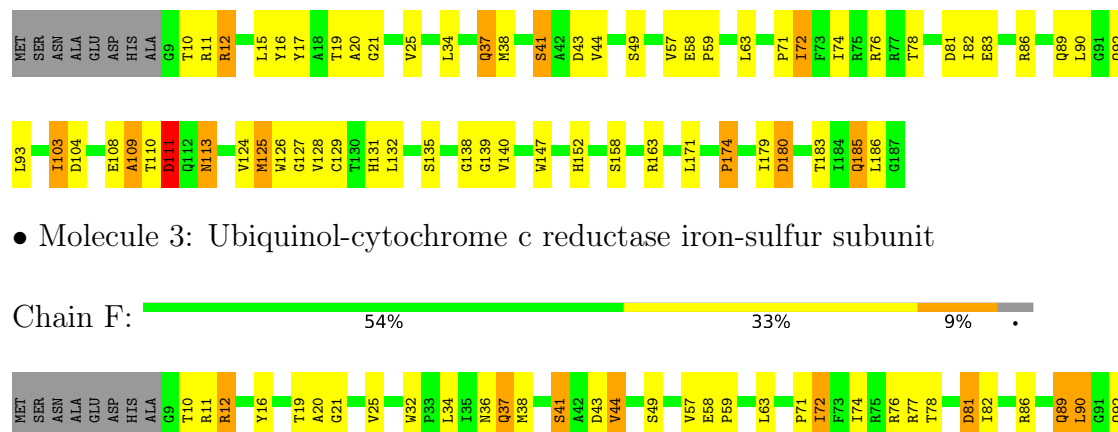 MET SER ASN ALA GLU ASP HIS ALA G9 T10 R11 R12 L15 Y16 Y17 A18 T19 A20 G21 V25 L34 Q37 M38 S41 A42 D43 V44 S49 V57 E58 P59 L63 P71 I72 F73 I74 R75 R76 R77 T78 D81 I82 E83 R86 Q89 L90 G91 Q92
L93 I103 D104 E108 A109 T110 D111 Q112 N113 V124 M125 W126 G127 V128 C129 T130 H131 L132 S135 G138 G139 V140 W147 H152 S158 R163 L171 P174 I179 D180 T183 I184 Q185 L186 G187
• Molecule 3: Ubiquinol-cytochrome c reductase iron-sulfur subunit
Chain F: 54% 33% 9% •
MET SER ASN ALA GLU ASP HIS ALA G9 T10 R11 R12 Y16 T19 A20 G21 V25 W32 P33 L34 I35 N36 Q37 M38 S41 A42 D43 V44 S49 V57 E58 P59 L63 P71 I72 F73 I74 R75 R76 R77 T78 D81 I82 R86 Q89 L90 G91 Q92